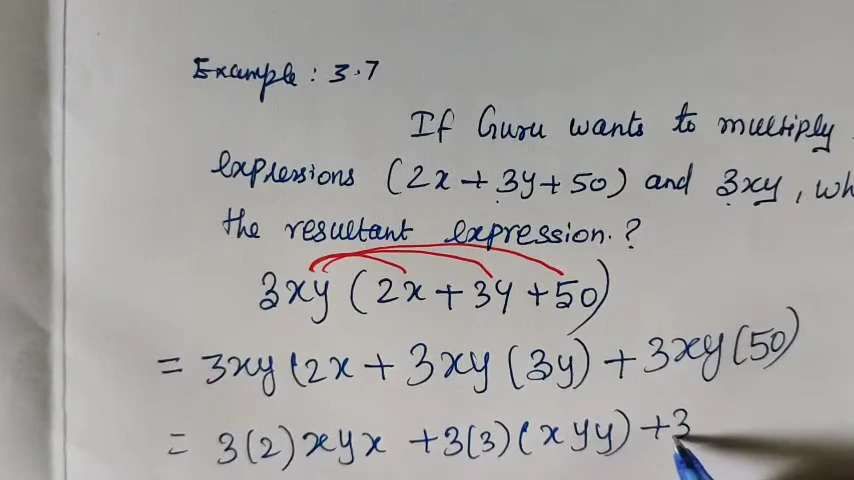 Example : 3.7
If Guru wants to multiply
expressions (2x + 3y + 50) and 3xy, wh
the resultant expression.?
3xy (2x + 3y + 50)
= 3xy (2x + 3xy (3y) + 3xy (50)
= 3(2) xyx + 3(3) (xyy) + 3